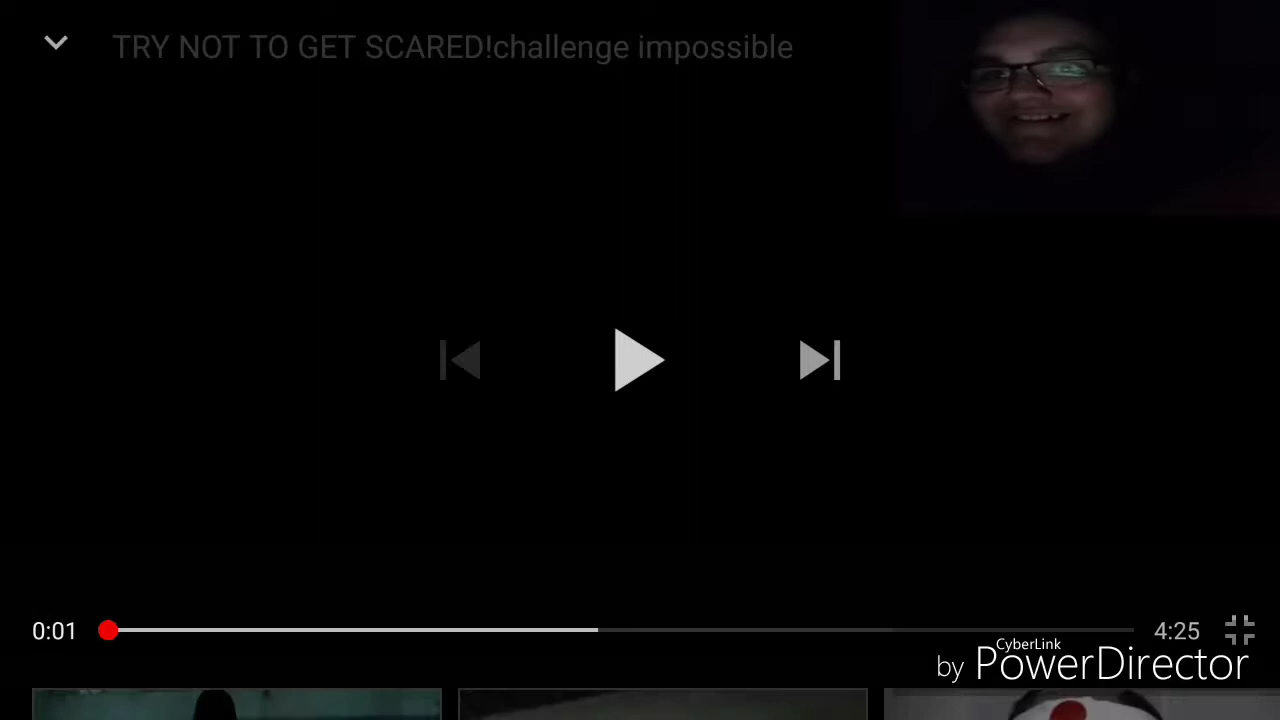 TRY NOT TO GET SCARED!challenge impossible
0:01
4:25
CyberLink
by PowerDirector